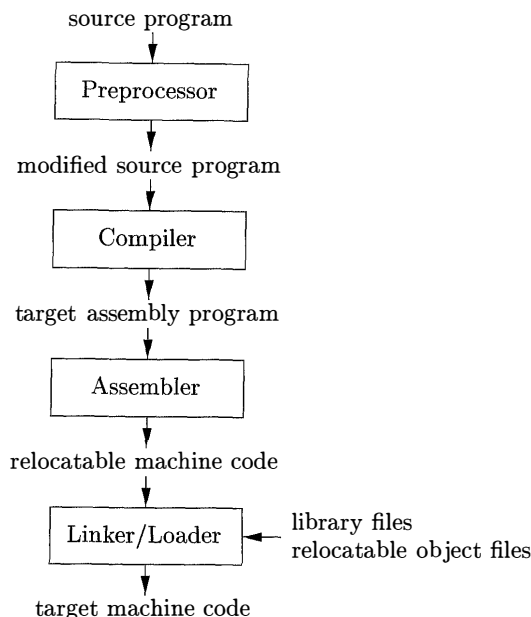 source program
Preprocessor
modified source program
Compiler
target assembly program
Assembler
relocatable machine code
Linker/Loader
library files
relocatable object files
target machine code